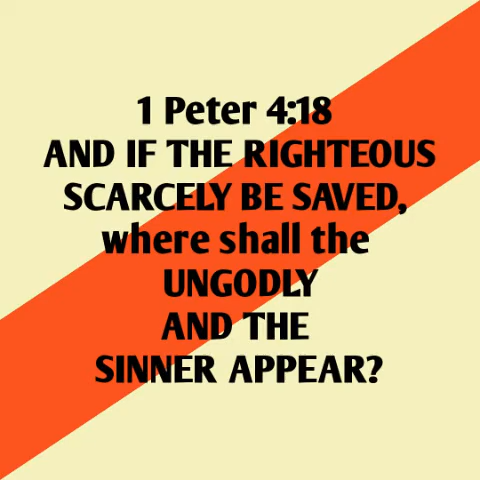 1 Peter 4:18
AND IF THE RIGHTEOUS
SCARCELY BE SAVED,
where shall the
UNGODLY
AND THE
SINNER APPEAR?